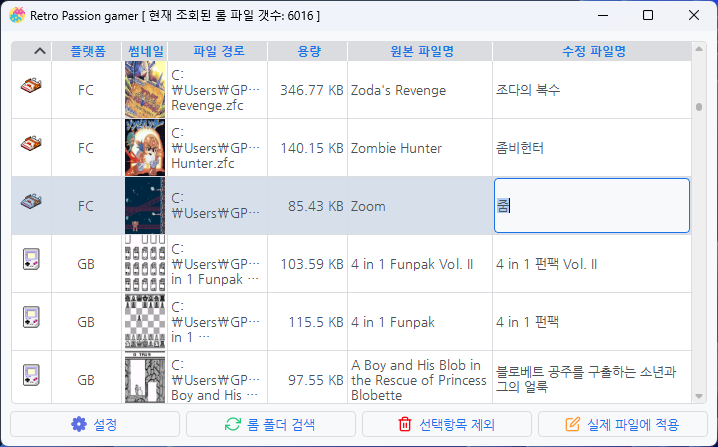 Retro Passion gamer [ 현재 조회된 롬 파일 갯수: 6016 ]
플랫폼 썸네일 파일 경로 용량 원본 파일명 수정 파일명
FC C:
₩Users₩GP…
Revenge.zfc 346.77 KB Zoda's Revenge 조다의 복수
FC C:
₩Users₩GP…
Hunter.zfc 140.15 KB Zombie Hunter 좀비헌터
FC C:
₩Users₩GP… 85.43 KB Zoom 줌
GB C:
₩Users₩GP…
in 1 Funpak … 103.59 KB 4 in 1 Funpak Vol. II 4 in 1 펀팩 Vol. II
GB C:
₩Users₩GP…
in 1 … 115.5 KB 4 in 1 Funpak 4 in 1 펀팩
GB C:
₩Users₩GP…
Boy and His … 97.55 KB A Boy and His Blob in
the Rescue of Princess
Blobette 블로베트 공주를 구출하는 소년과
그의 얼룩
설정 롬 폴더 검색 선택항목 제외 실제 파일에 적용